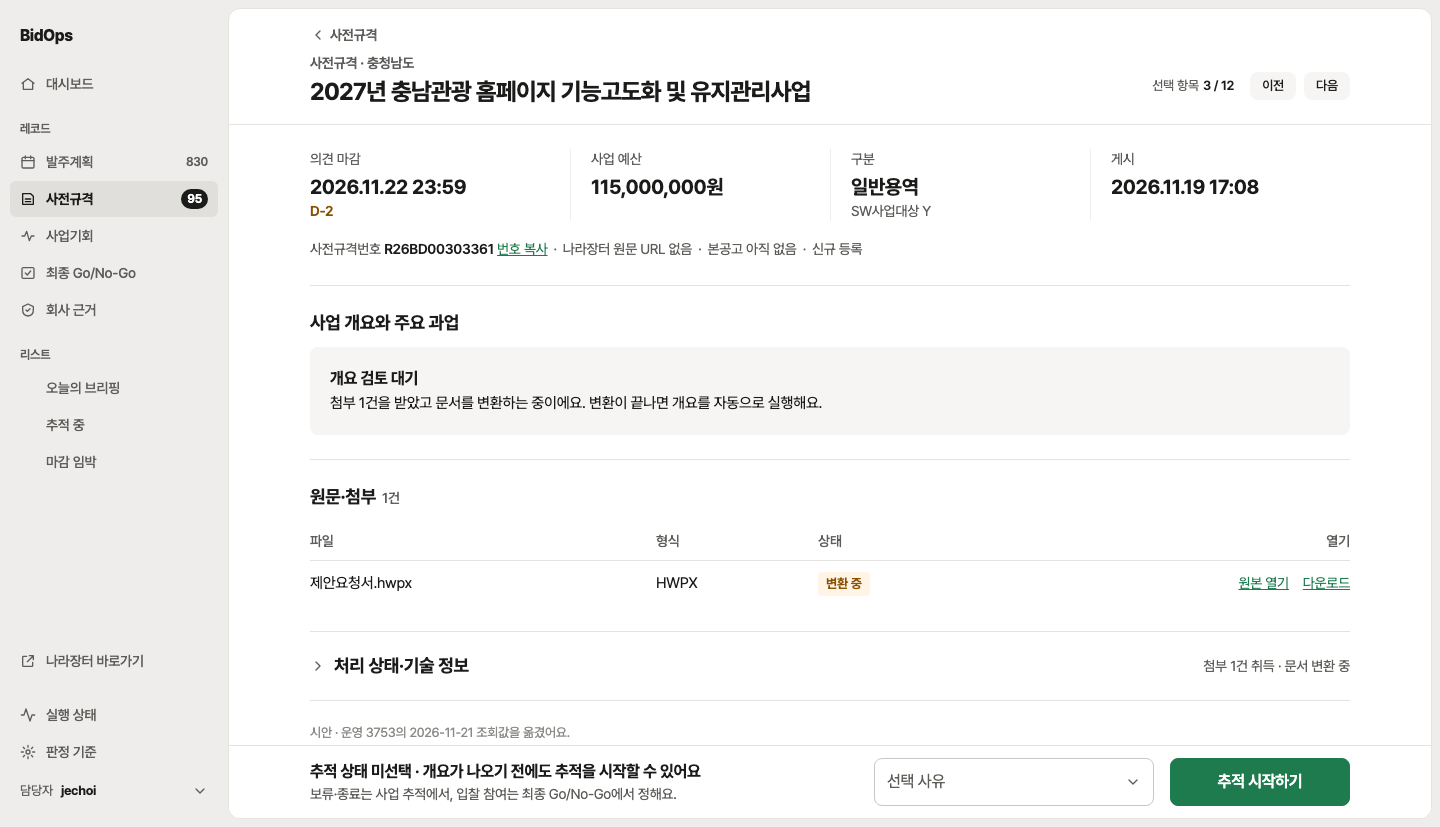 BidOps
대시보드
레코드
발주계획 830
사전규격 95
사업기회
최종 Go/No-Go
회사 근거
리스트
오늘의 브리핑
추적 중
마감 임박
나라장터 바로가기
실행 상태
판정 기준
담당자 jechoi
사전규격
사전규격 · 충청남도
2027년 충남관광 홈페이지 기능고도화 및 유지관리사업
선택 항목 3 / 12 이전 다음
의견 마감
2026.11.22 23:59
D-2
사업 예산
115,000,000원
구분
일반용역
SW사업대상 Y
게시
2026.11.19 17:08
사전규격번호 R26BD00303361 번호 복사 · 나라장터 원문 URL 없음 · 본공고 아직 없음 · 신규 등록
사업 개요와 주요 과업
개요 검토 대기
첨부 1건을 받았고 문서를 변환하는 중이에요. 변환이 끝나면 개요를 자동으로 실행해요.
원문·첨부 1건
파일 형식 상태 열기
제안요청서.hwpx HWPX 변환 중 원본 열기 다운로드
처리 상태·기술 정보 첨부 1건 취득 · 문서 변환 중
시안 · 운영 3753의 2026-11-21 조회값을 옮겼어요.
추적 상태 미선택 · 개요가 나오기 전에도 추적을 시작할 수 있어요
보류·종료는 사업 추적에서, 입찰 참여는 최종 Go/No-Go에서 정해요.
선택 사유
추적 시작하기